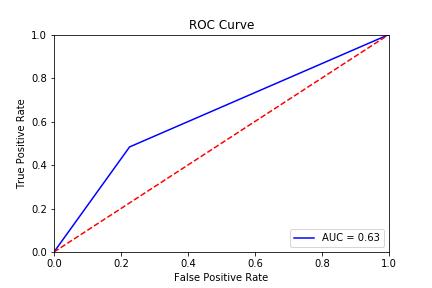 ROC Curve
1.0
0.8
0.6
0.4
0.2
0.0
True Positive Rate
AUC = 0.63
0.0 0.2 0.4 0.6 0.8 1.0
False Positive Rate